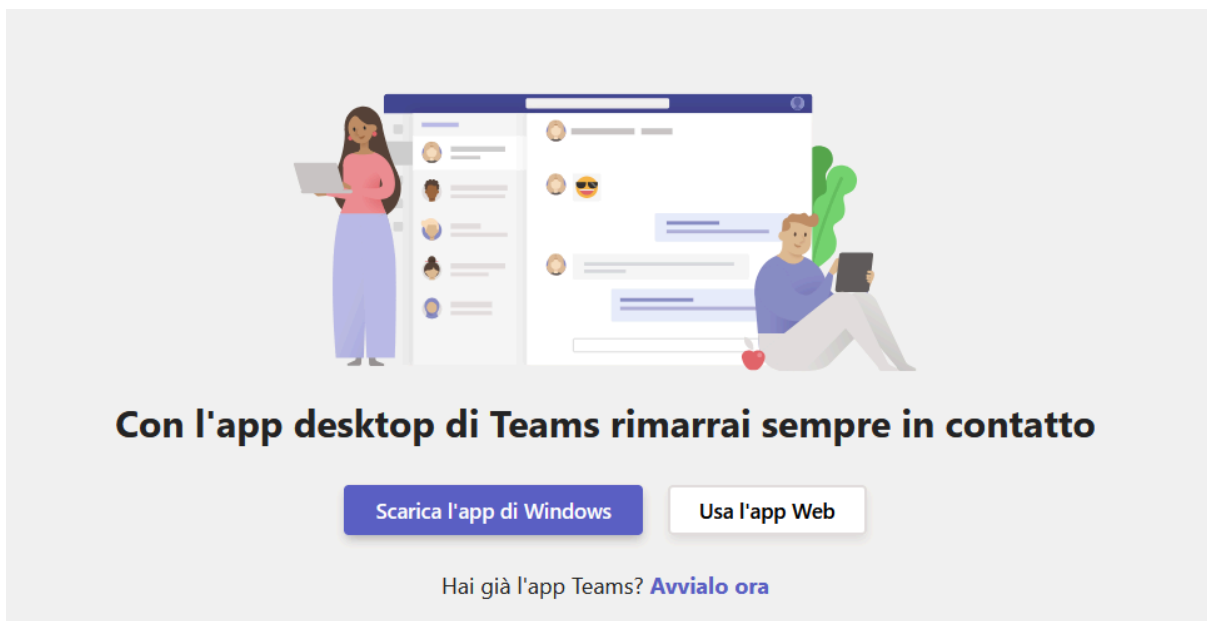 Con l'app desktop di Teams rimarrai sempre in contatto
Scarica l'app di Windows
Usa l'app Web
Hai già l'app Teams? Avvialo ora